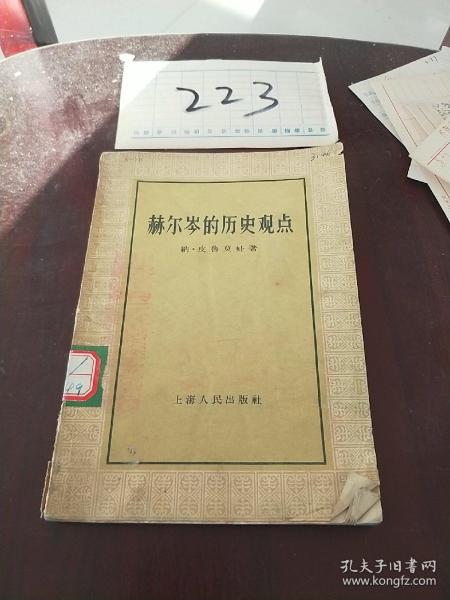 223
赫尔岑的历史观点
納·皮魯莫娃著
上海人民出版社
孔夫子旧书网
www.kongfz.com